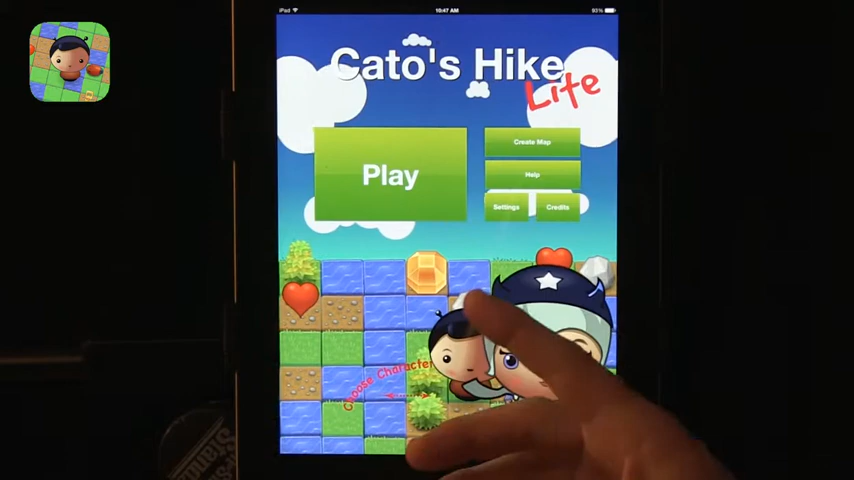 iPad
10:47 AM
93%
Cato's Hike
Lite
Play
Create Map
Help
Settings
Credits
Choose Character